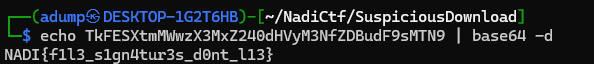 ┌──(adump㉿DESKTOP-1G2T6HB)-[~/NadiCtf/SuspiciousDownload]
└─$ echo TkFESXtmMWwzX3MxZ240dHVyM3NfZDBudF9sMTN9 | base64 -d
NADI{f1l3_s1gn4tur3s_d0nt_l13}